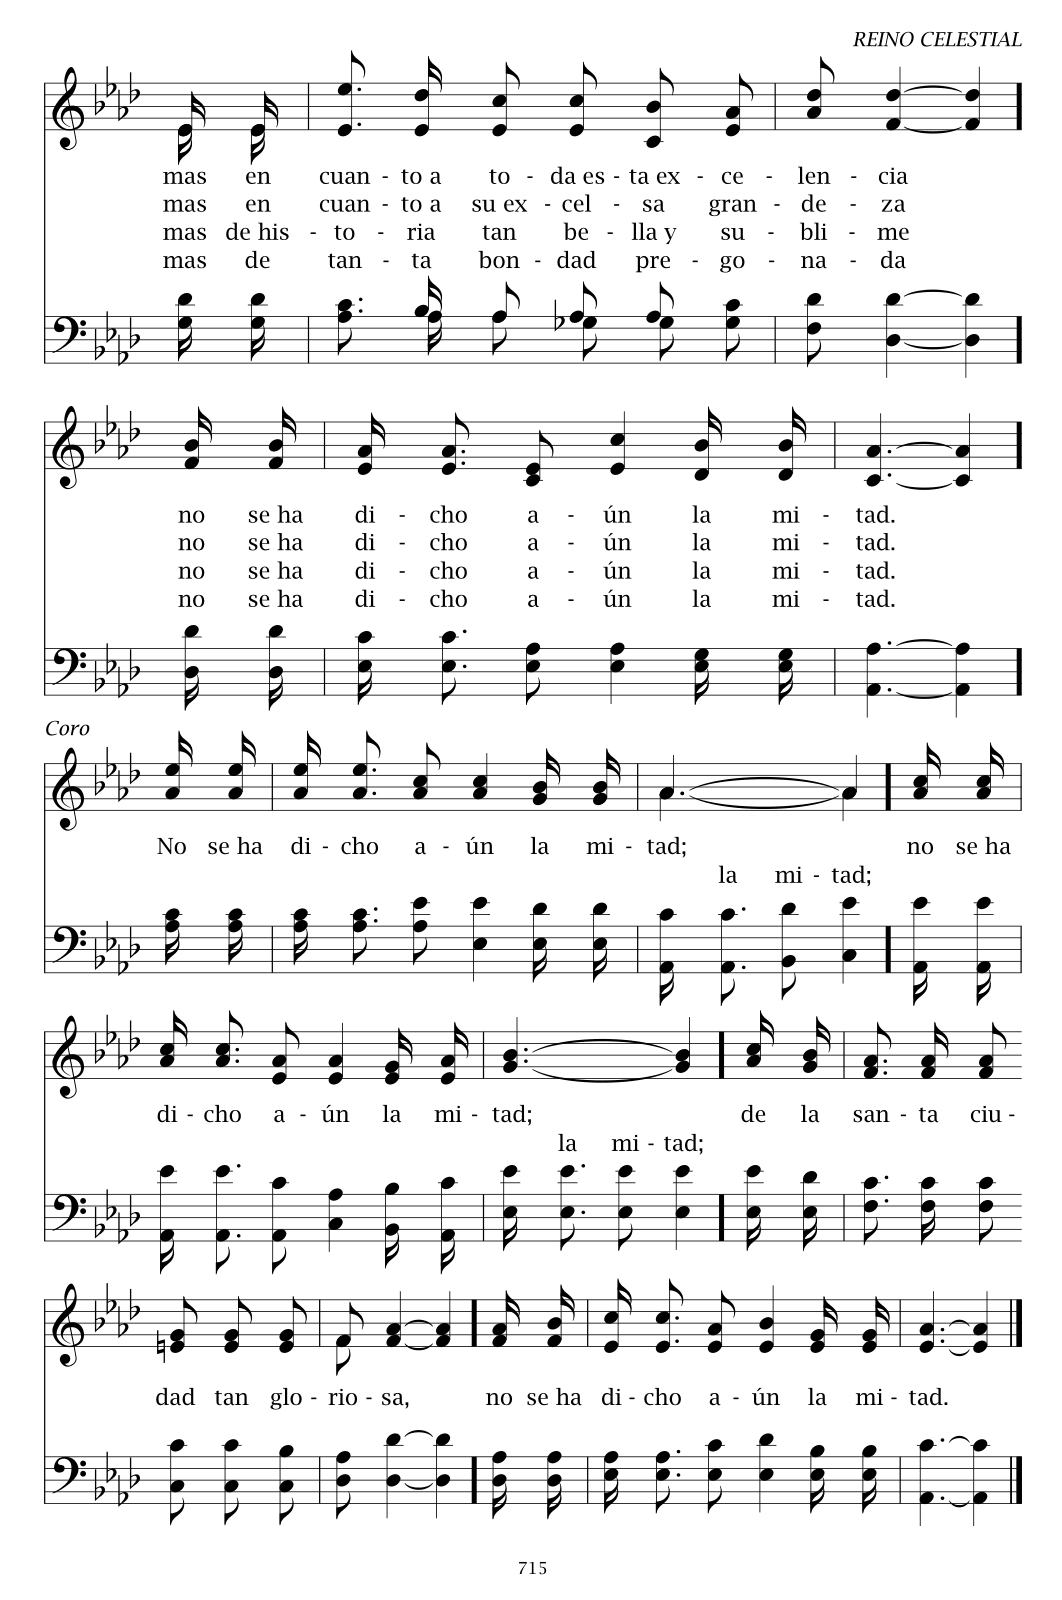 REINO CELESTIAL
mas en cuan - to a to - da es - ta ex - ce - len - cia
mas en cuan - to a su ex - cel - sa gran - de - za
mas de his - to - ria tan be - lla y su - bli - me
mas de tan - ta bon - dad pre - go - na - da
no se ha di - cho a - ún la mi - tad.
no se ha di - cho a - ún la mi - tad.
no se ha di - cho a - ún la mi - tad.
no se ha di - cho a - ún la mi - tad.
Coro
No se ha di - cho a - ún la mi - tad; no se ha
la mi - tad;
di - cho a - ún la mi - tad; de la san - ta ciu -
la mi - tad;
dad tan glo - rio - sa, no se ha di - cho a - ún la mi - tad.
715